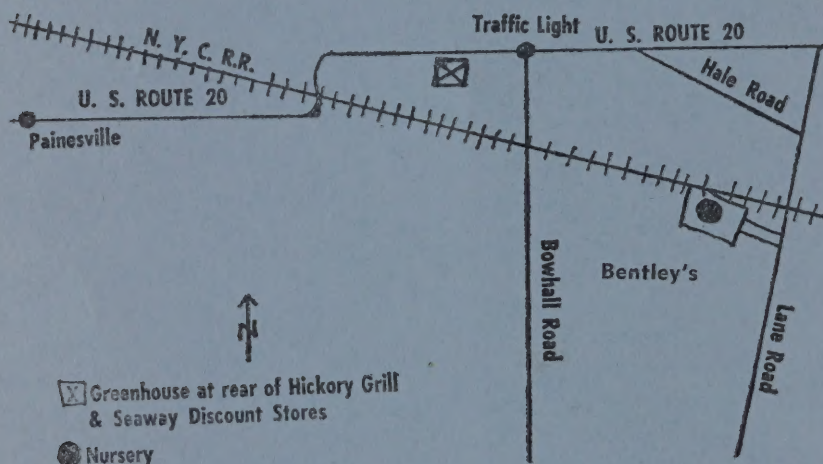 Traffic Light
U. S. ROUTE 20
N. Y. C. R.R.
Hale Road
U. S. ROUTE 20
Painesville
Bowhall Road
Bentley's
Lane Road
N
X Greenhouse at rear of Hickory Grill
& Seaway Discount Stores
Nursery